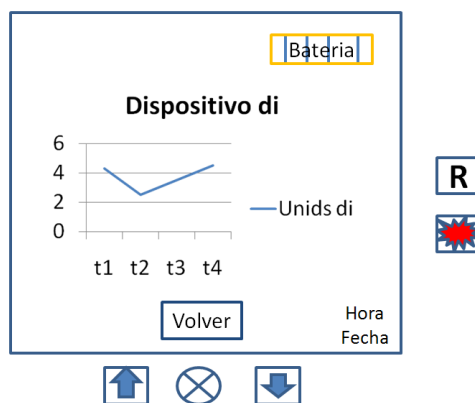 Bateria
Dispositivo di
6
4
2
0
t1 t2 t3 t4
Unids di
Volver
Hora
Fecha
R